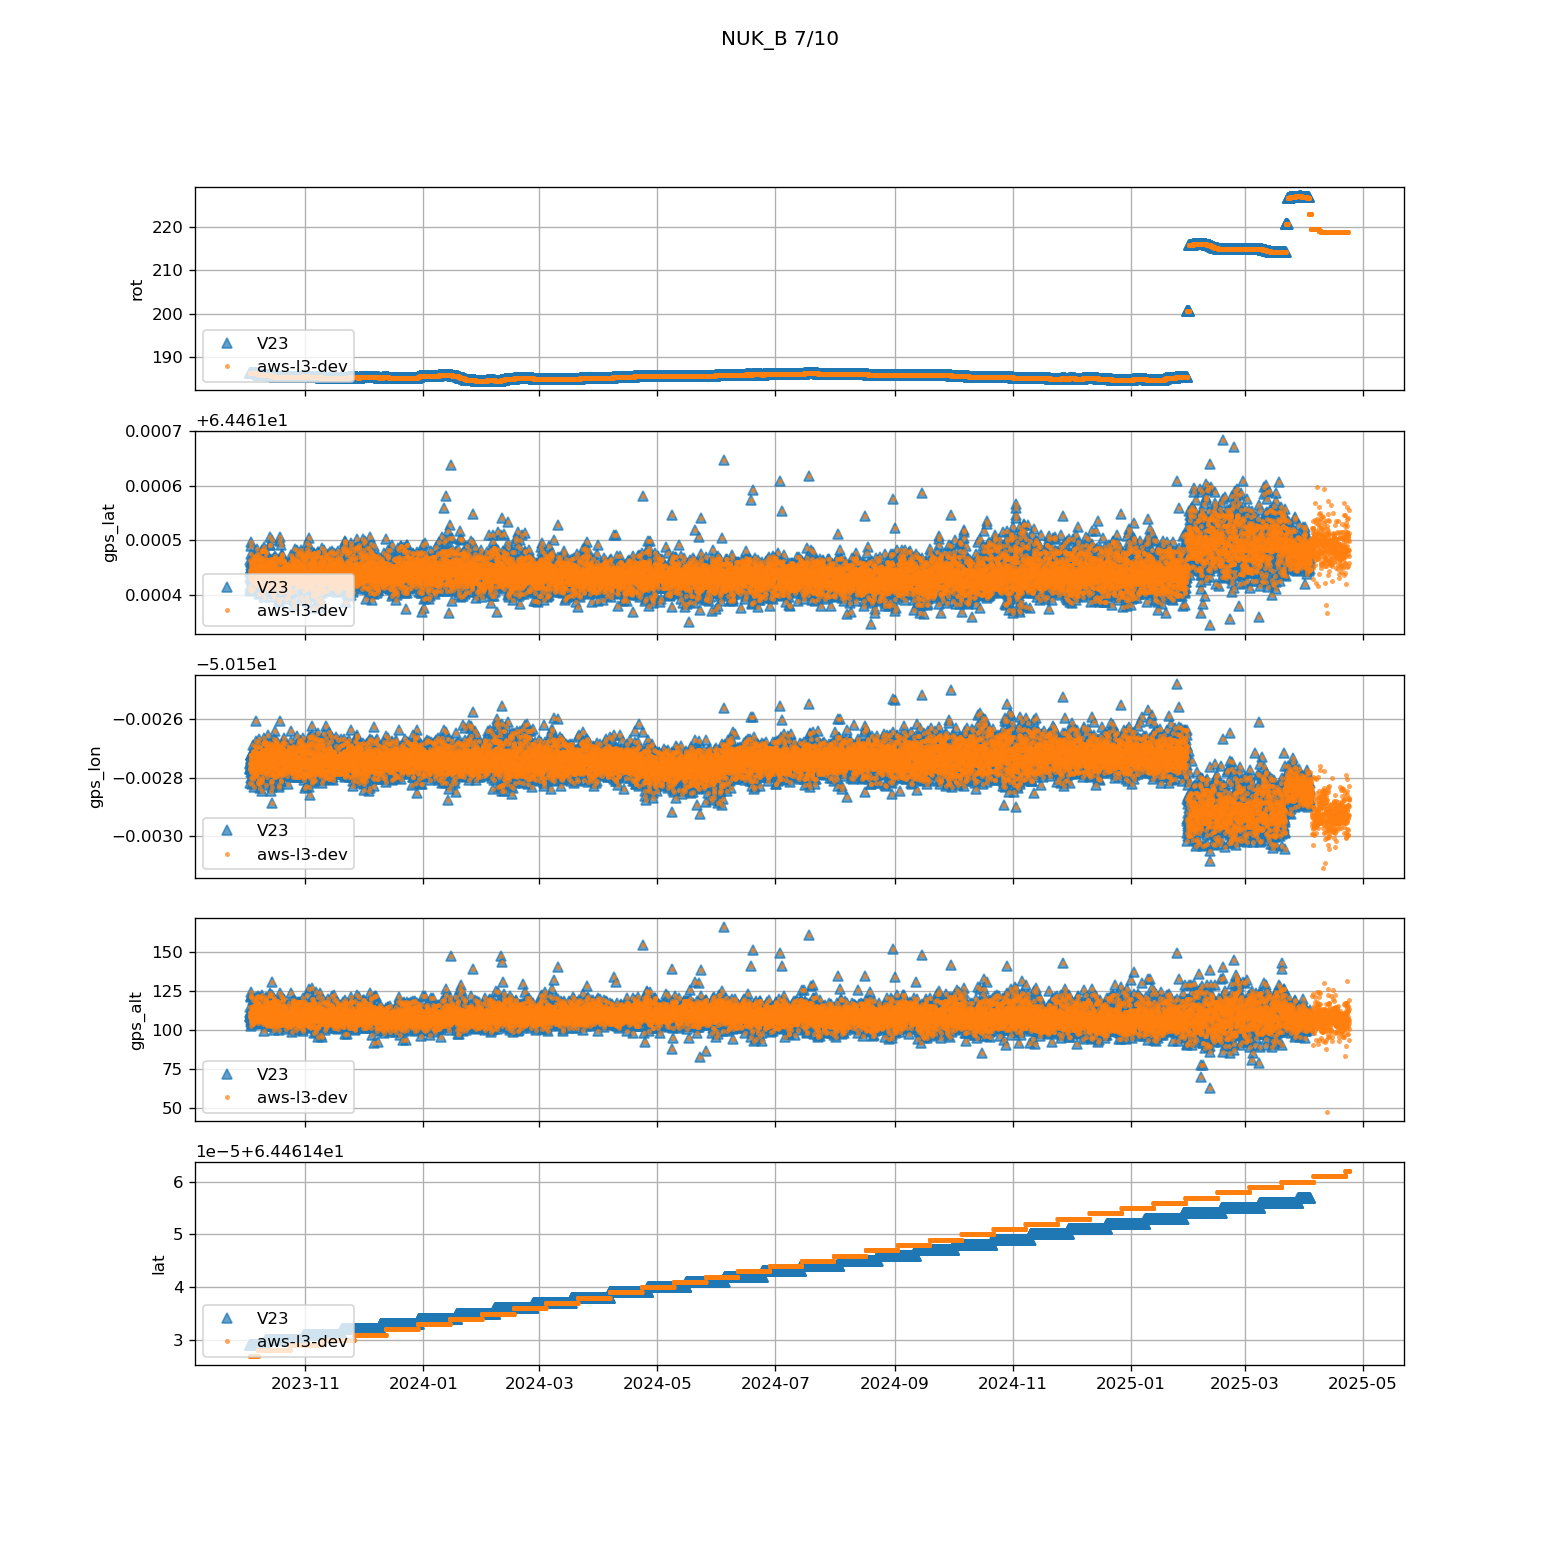 NUK_B 7/10
220
210
200
190
rot
V23
aws-l3-dev
+6.4461e1
0.0007
0.0006
0.0005
0.0004
gps_lat
V23
aws-l3-dev
−5.015e1
−0.0026
−0.0028
−0.0030
gps_lon
V23
aws-l3-dev
150
125
100
75
50
gps_alt
V23
aws-l3-dev
1e−5+6.44614e1
6
5
4
3
lat
V23
aws-l3-dev
2023-11 2024-01 2024-03 2024-05 2024-07 2024-09 2024-11 2025-01 2025-03 2025-05